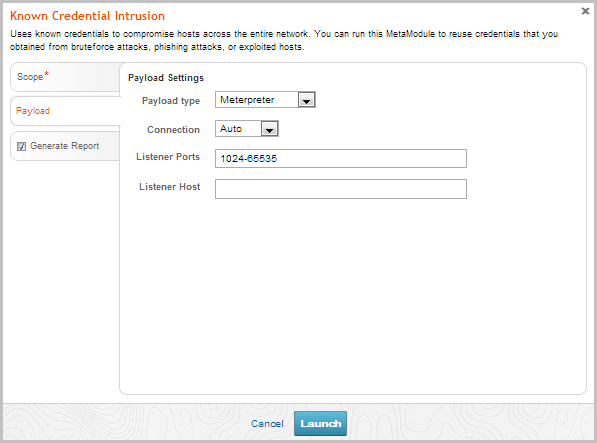 Known Credential Intrusion
Uses known credentials to compromise hosts across the entire network. You can run this MetaModule to reuse credentials that you
obtained from bruteforce attacks, phishing attacks, or exploited hosts.
Scope*
Payload Settings
Payload type Meterpreter
Payload
Connection Auto
Generate Report
Listener Ports 1024-65535
Listener Host
Cancel Launch